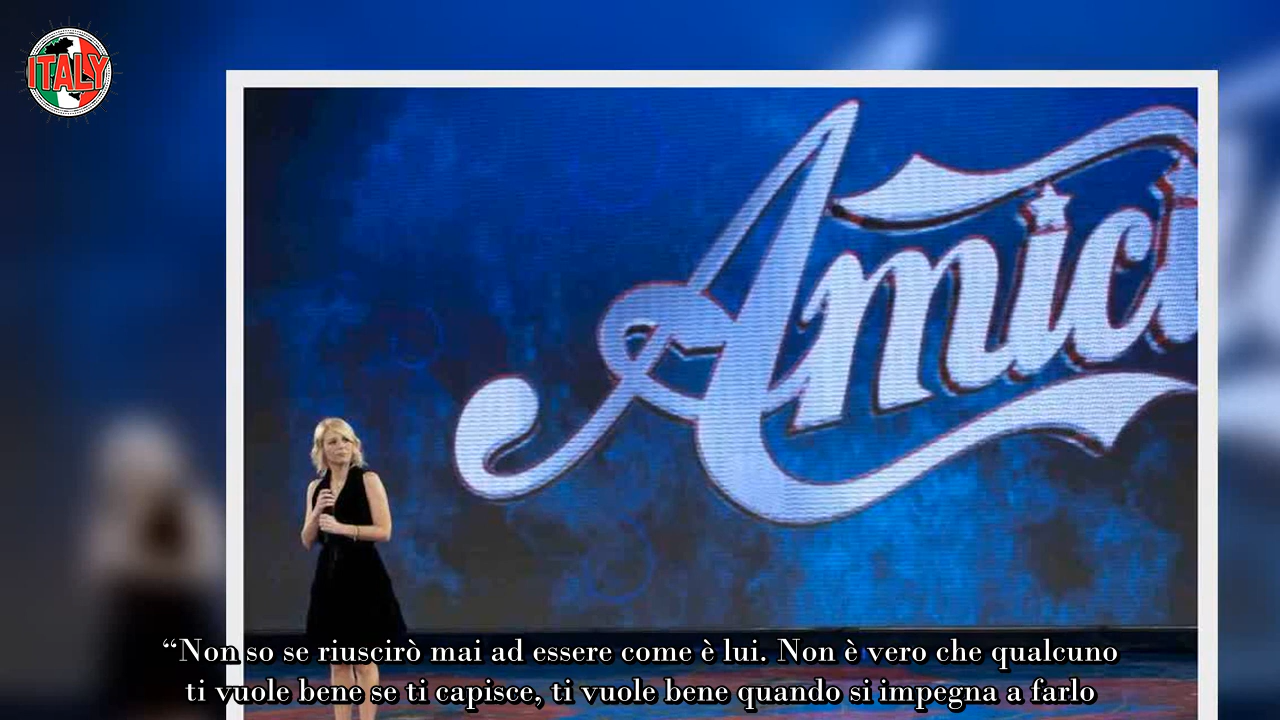 ITALY
Amici
“Non so se riuscirò mai ad essere come è lui. Non è vero che qualcuno
ti vuole bene se ti capisce, ti vuole bene quando si impegna a farlo